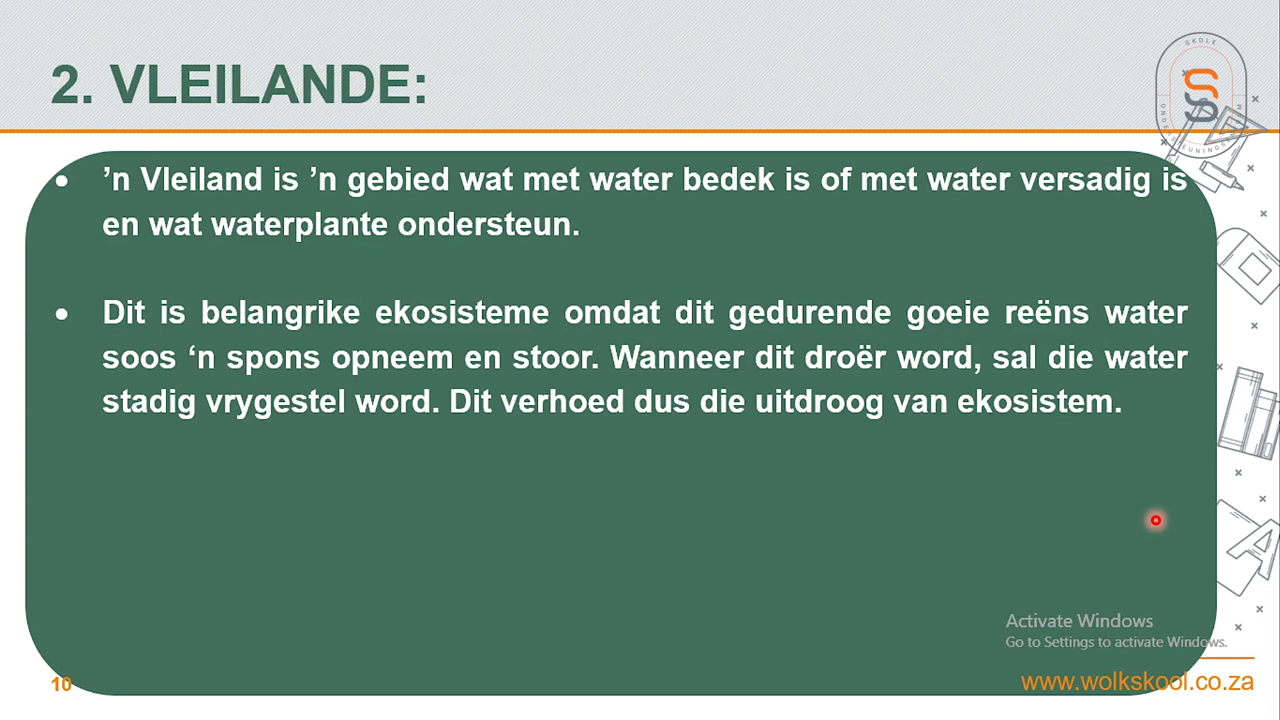 2. VLEILANDE:
SKOLE
• ’n Vleiland is ’n gebied wat met water bedek is of met water versadig is
en wat waterplante ondersteun.
• Dit is belangrike ekosisteme omdat dit gedurende goeie reëns water
soos ‘n spons opneem en stoor. Wanneer dit droër word, sal die water
stadig vrygestel word. Dit verhoed dus die uitdroog van ekosistem.
Activate Windows
Go to Settings to activate Windows.
10
www.wolkskool.co.za